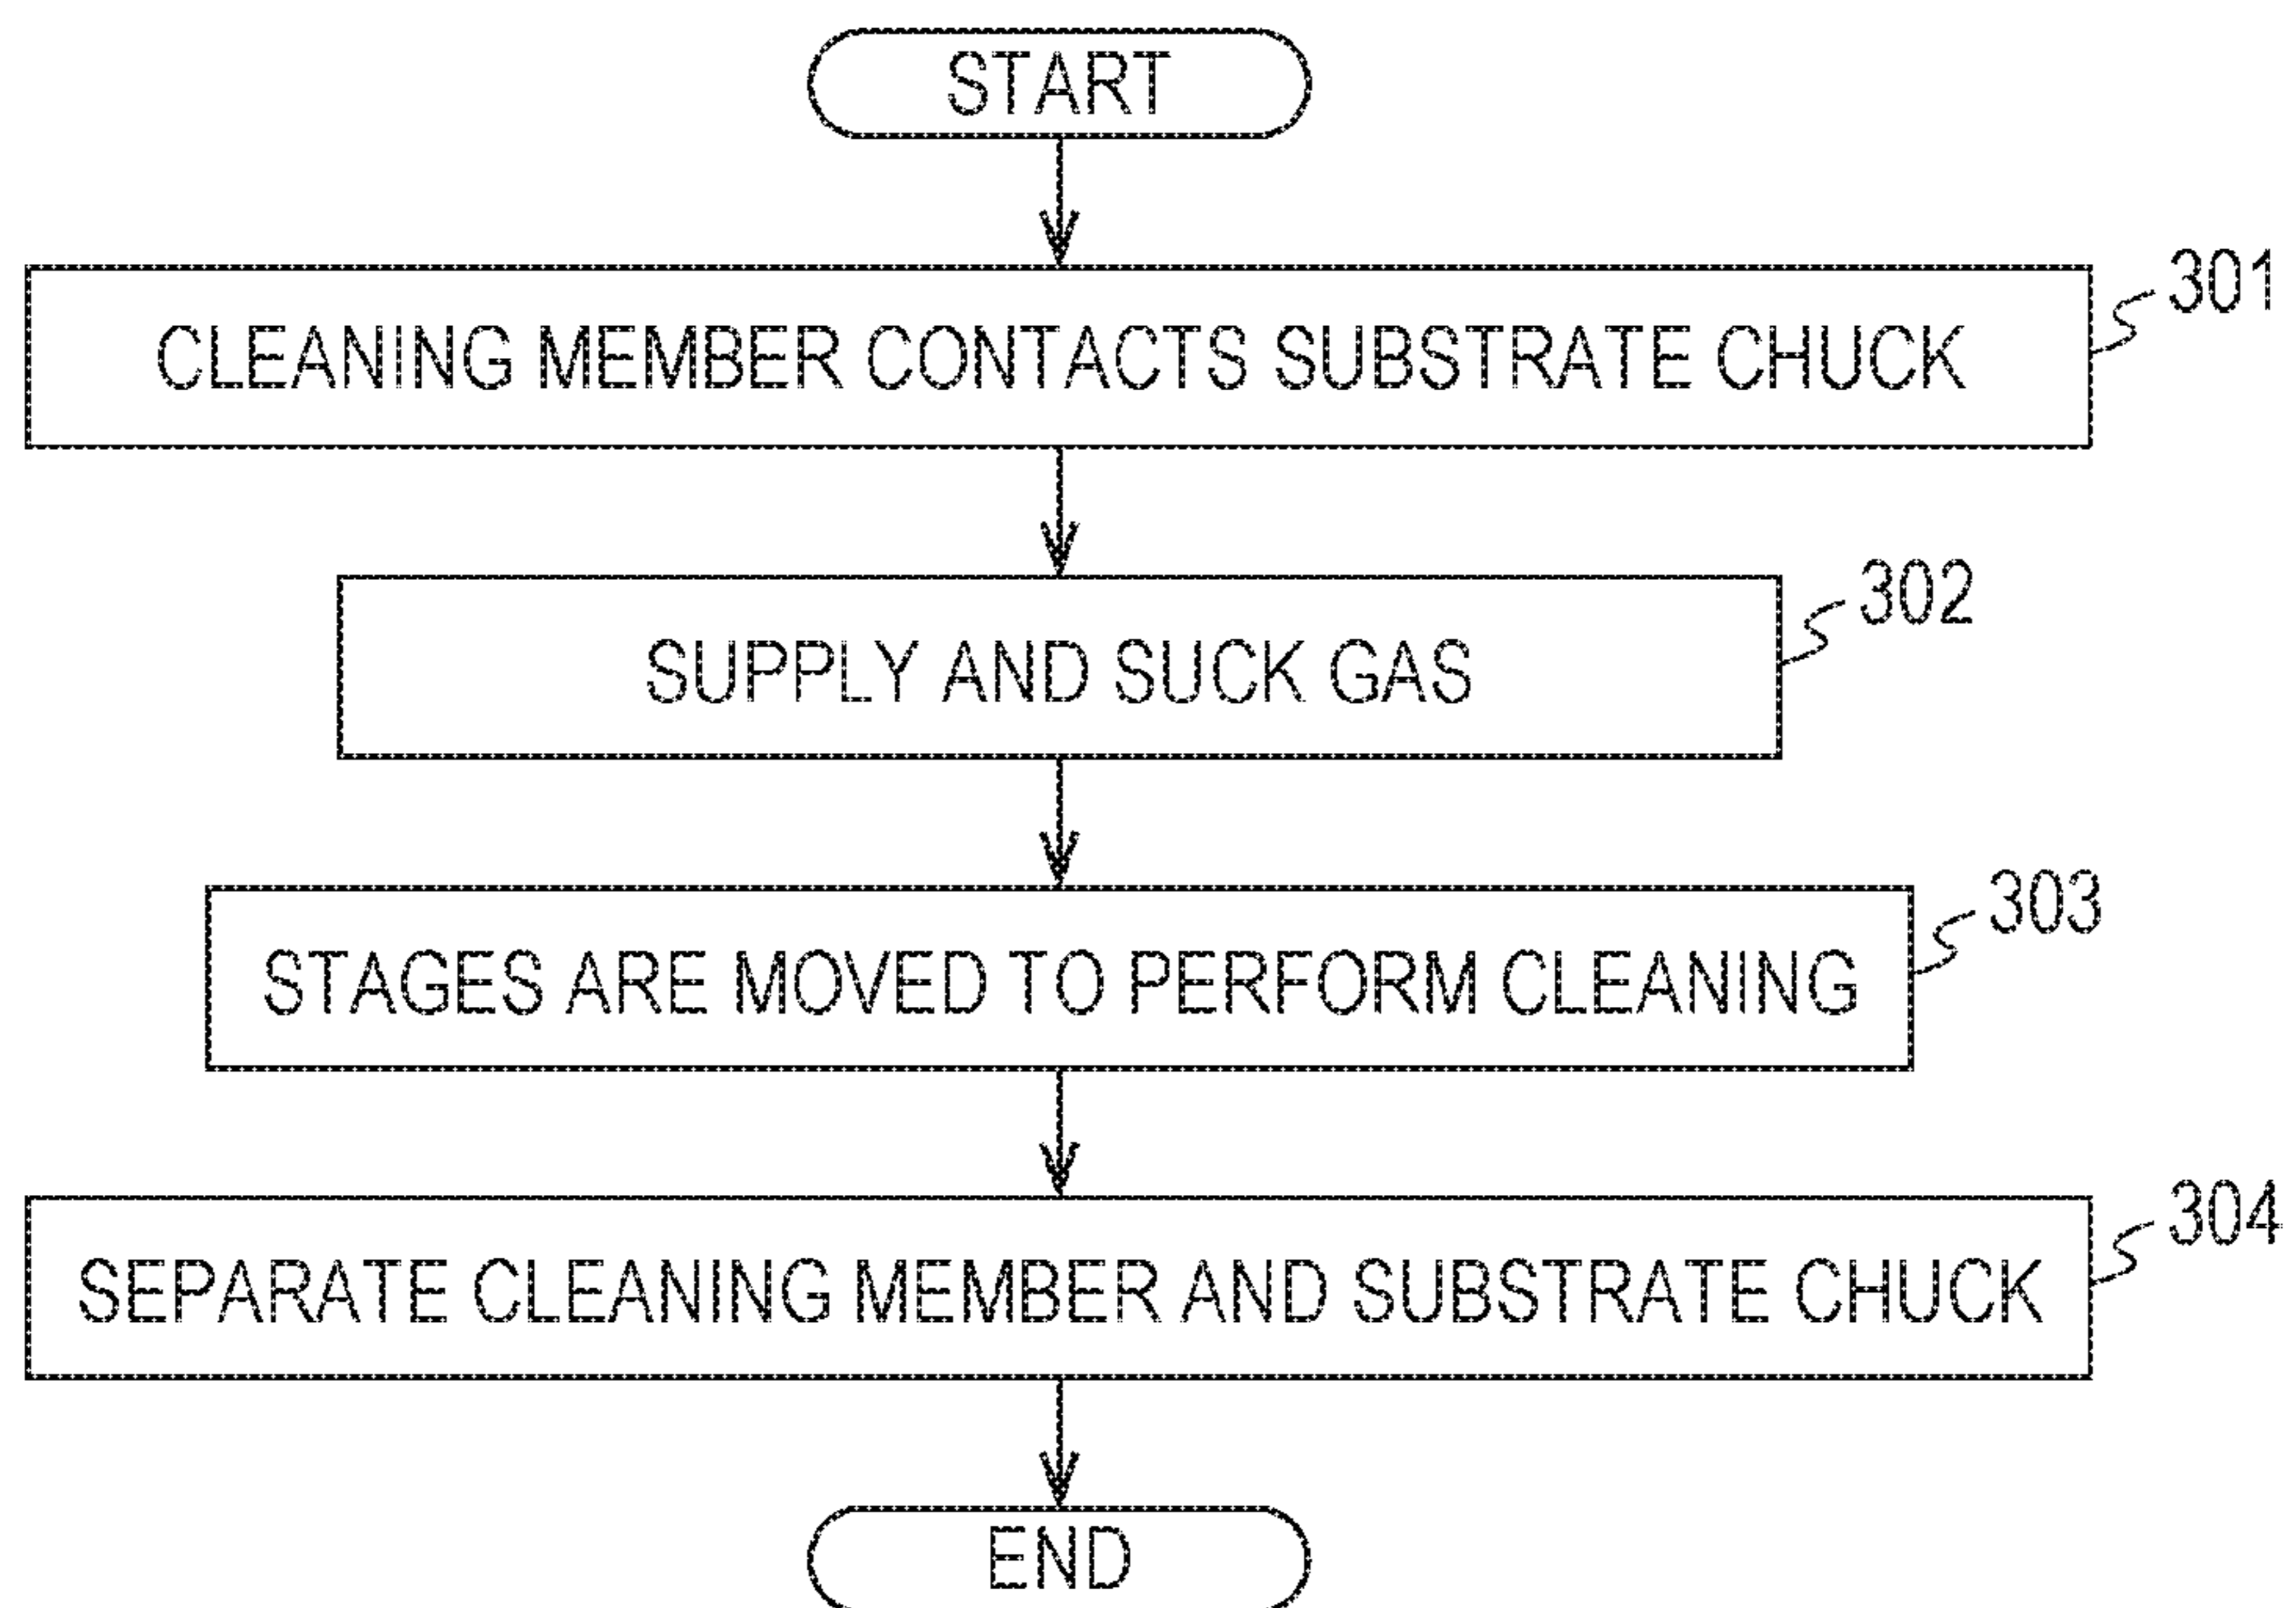 START
CLEANING MEMBER CONTACTS SUBSTRATE CHUCK
301
SUPPLY AND SUCK GAS
302
STAGES ARE MOVED TO PERFORM CLEANING
303
SEPARATE CLEANING MEMBER AND SUBSTRATE CHUCK
304
END